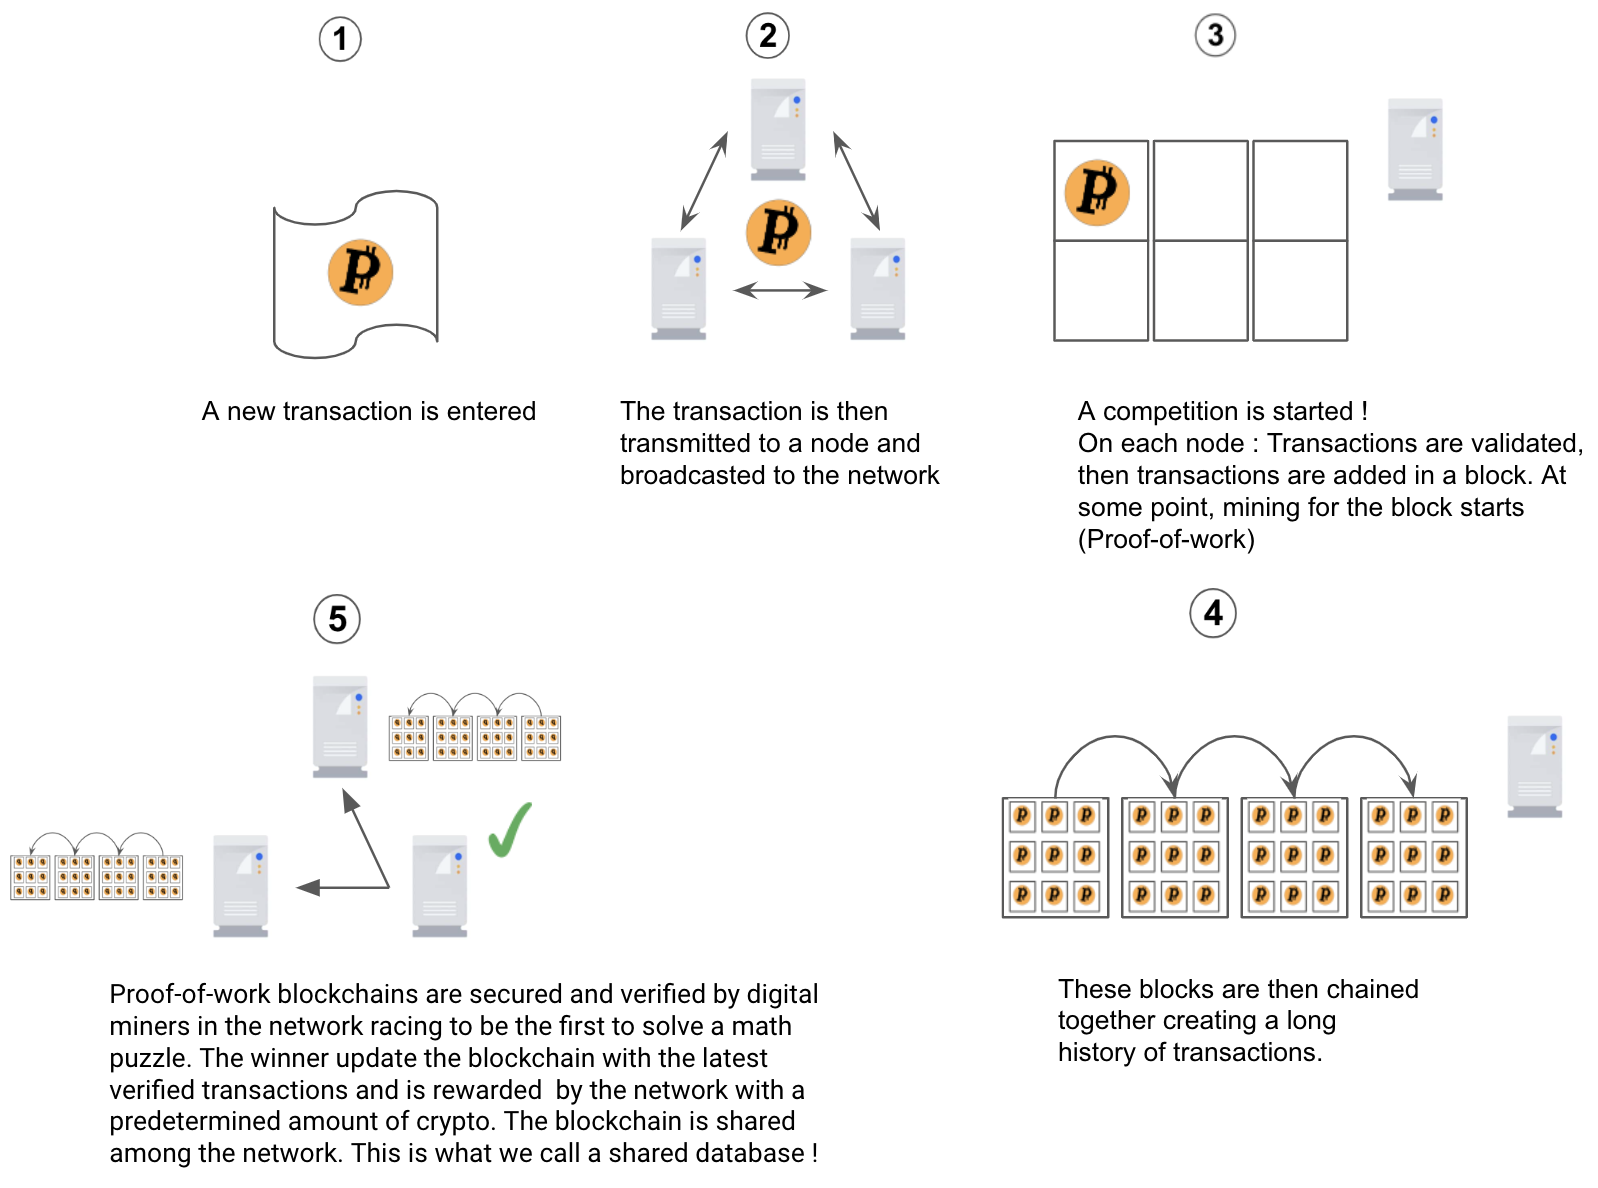 1
A new transaction is entered
2
The transaction is then
transmitted to a node and
broadcasted to the network
3
A competition is started !
On each node : Transactions are validated,
then transactions are added in a block. At
some point, mining for the block starts
(Proof-of-work)
4
These blocks are then chained
together creating a long
history of transactions.
5
Proof-of-work blockchains are secured and verified by digital
miners in the network racing to be the first to solve a math
puzzle. The winner update the blockchain with the latest
verified transactions and is rewarded  by the network with a
predetermined amount of crypto. The blockchain is shared
among the network. This is what we call a shared database !